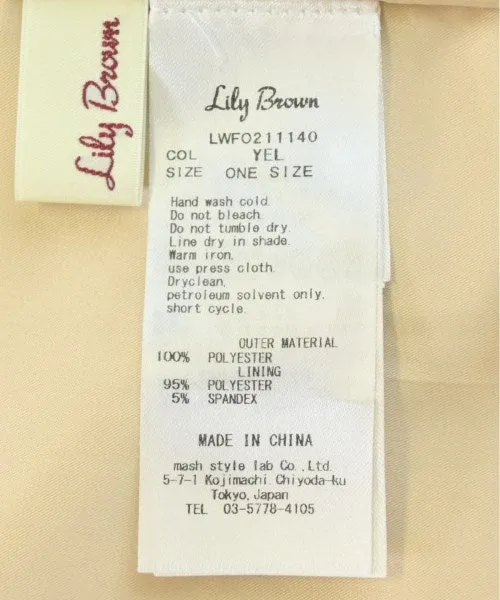 Lily Brown
Lily Brown
LWFO211140
COL YEL
SIZE ONE SIZE
Hand wash cold.
Do not bleach.
Do not tumble dry.
Line dry in shade.
Warm iron.
use press cloth.
Dryclean,
petroleum solvent only.
short cycle.
OUTER MATERIAL
100% POLYESTER
LINING
95% POLYESTER
5% SPANDEX
MADE IN CHINA
mash style lab Co.,Ltd.
5-7-1 Kojimachi, Chiyoda-ku
Tokyo, Japan
TEL 03-5778-4105